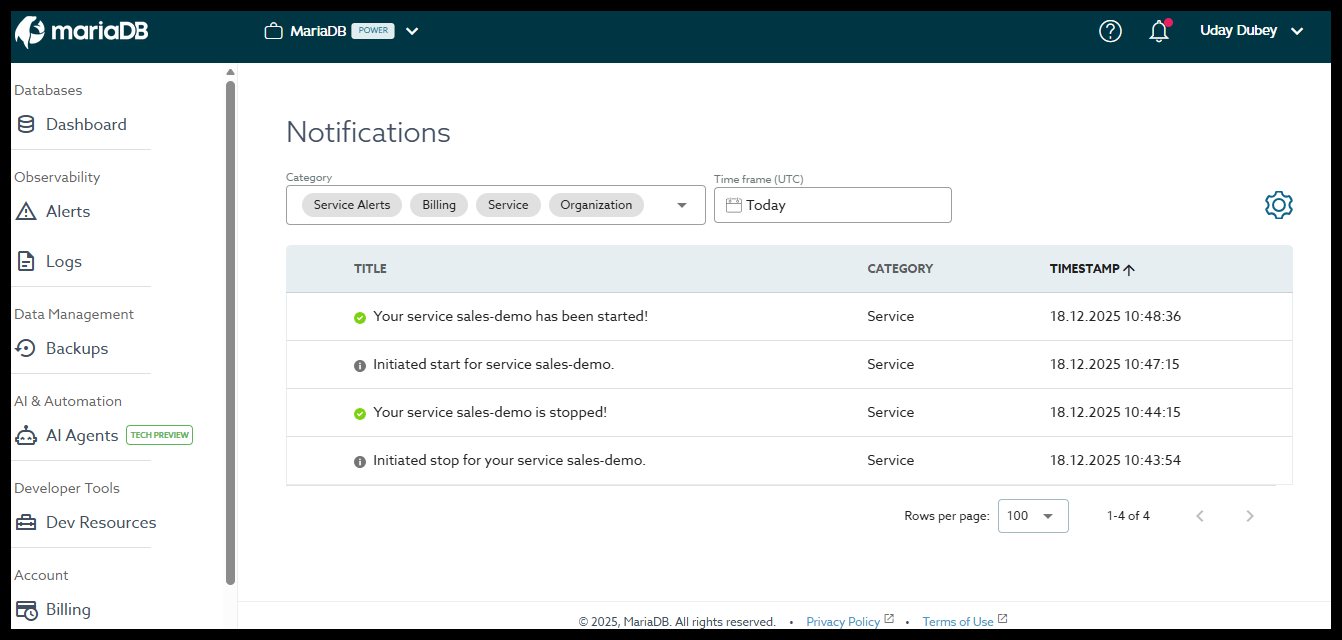 mariaDB
MariaDB POWER
Uday Dubey
Databases
Dashboard
Observability
Alerts
Logs
Data Management
Backups
AI & Automation
AI Agents TECH PREVIEW
Developer Tools
Dev Resources
Account
Billing
Notifications
Category
Service Alerts Billing Service Organization
Time frame (UTC)
Today
TITLE CATEGORY TIMESTAMP
Your service sales-demo has been started! Service 18.12.2025 10:48:36
Initiated start for service sales-demo. Service 18.12.2025 10:47:15
Your service sales-demo is stopped! Service 18.12.2025 10:44:15
Initiated stop for your service sales-demo. Service 18.12.2025 10:43:54
Rows per page: 100 1-4 of 4
© 2025, MariaDB. All rights reserved. • Privacy Policy • Terms of Use